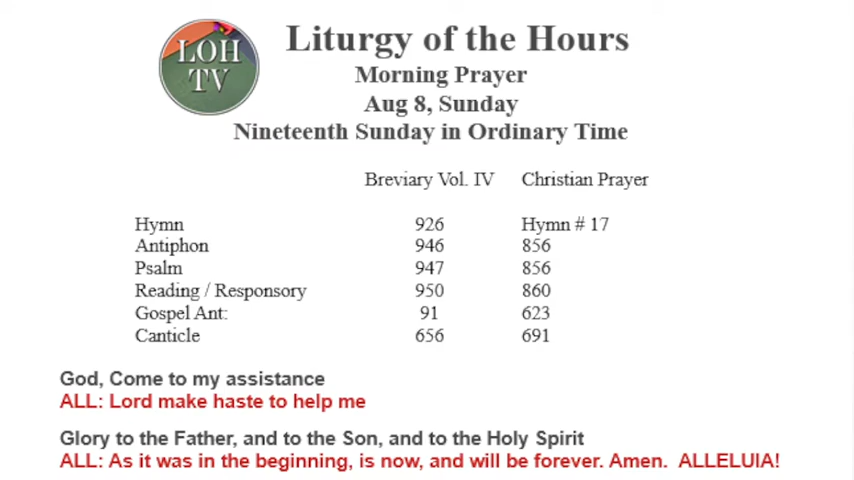 LOH
TV
Liturgy of the Hours
Morning Prayer
Aug 8, Sunday
Nineteenth Sunday in Ordinary Time
Breviary Vol. IV Christian Prayer
Hymn 926 Hymn # 17
Antiphon 946 856
Psalm 947 856
Reading / Responsory 950 860
Gospel Ant: 91 623
Canticle 656 691
God, Come to my assistance
ALL: Lord make haste to help me
Glory to the Father, and to the Son, and to the Holy Spirit
ALL: As it was in the beginning, is now, and will be forever. Amen. ALLELUIA!